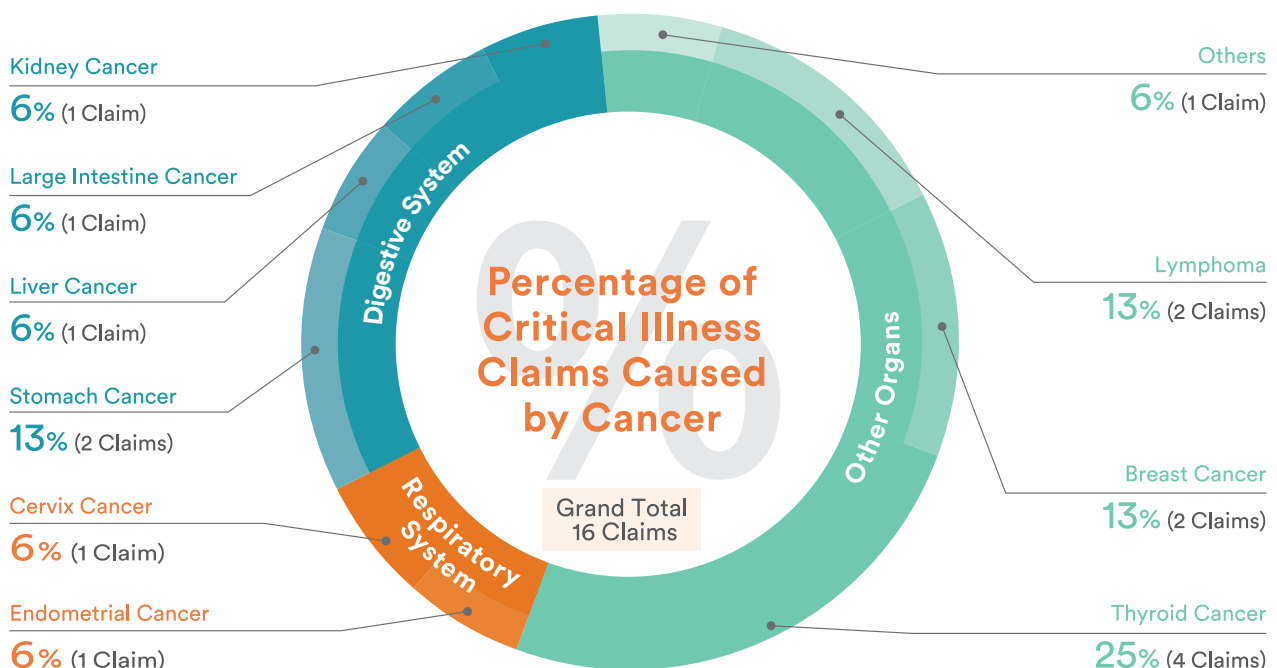 Kidney Cancer
6% (1 Claim)
Large Intestine Cancer
6% (1 Claim)
Liver Cancer
6% (1 Claim)
Stomach Cancer
13% (2 Claims)
Cervix Cancer
6% (1 Claim)
Endometrial Cancer
6% (1 Claim)
Digestive System
Respiratory
System
Other Organs
%
Percentage of
Critical Illness
Claims Caused
by Cancer
Grand Total
16 Claims
Others
6% (1 Claim)
Lymphoma
13% (2 Claims)
Breast Cancer
13% (2 Claims)
Thyroid Cancer
25% (4 Claims)